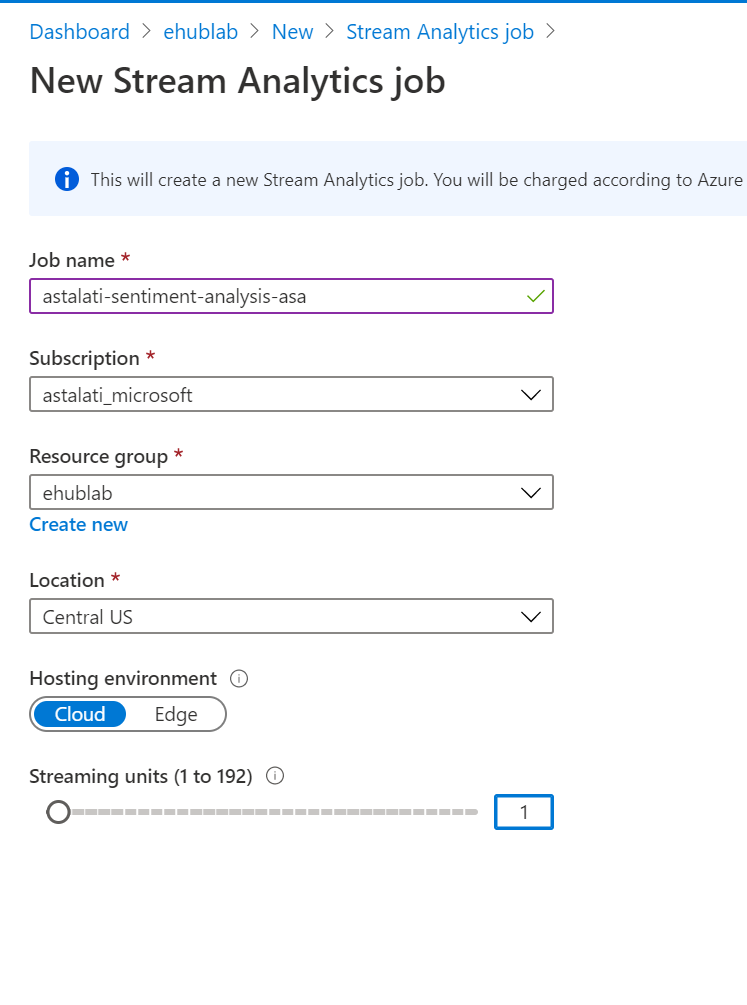 Dashboard > ehublab > New > Stream Analytics job >
New Stream Analytics job
This will create a new Stream Analytics job. You will be charged according to Azure
Job name *
astalati-sentiment-analysis-asa
Subscription *
astalati_microsoft
Resource group *
ehublab
Create new
Location *
Central US
Hosting environment
Cloud Edge
Streaming units (1 to 192)
1